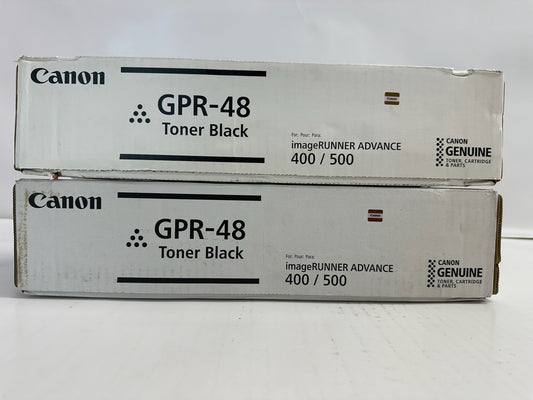 Canon
GPR-48
Toner Black
For: Pour: Para:
imageRUNNER ADVANCE
400 / 500
CANON
GENUINE
TONER, CARTRIDGE
& PARTS
Canon
GPR-48
Toner Black
For: Pour: Para:
imageRUNNER ADVANCE
400 / 500
CANON
GENUINE
TONER, CARTRIDGE
& PARTS